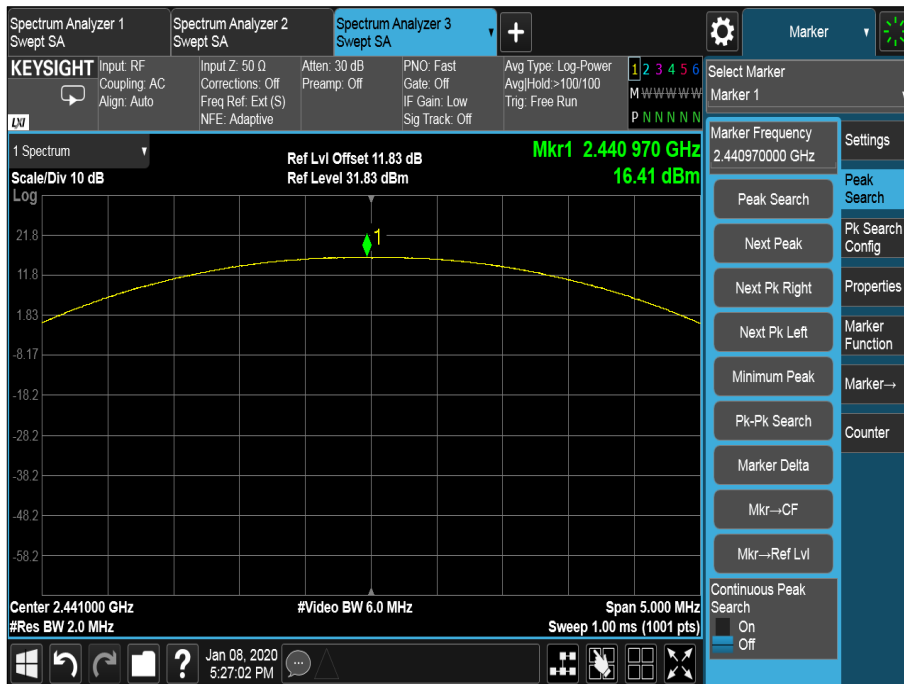 Spectrum Analyzer 1
Swept SA
Spectrum Analyzer 2
Swept SA
Spectrum Analyzer 3
Swept SA
+
Marker
KEYSIGHT
LXI
Input: RF
Coupling: AC
Align: Auto
Input Z: 50 Ω
Corrections: Off
Freq Ref: Ext (S)
NFE: Adaptive
Atten: 30 dB
Preamp: Off
PNO: Fast
Gate: Off
IF Gain: Low
Sig Track: Off
Avg Type: Log-Power
Avg|Hold:>100/100
Trig: Free Run
1 2 3 4 5 6
M W W W W W
P N N N N N
Select Marker
Marker 1
1 Spectrum
Scale/Div 10 dB
Ref Lvl Offset 11.83 dB
Ref Level 31.83 dBm
Mkr1 2.440 970 GHz
16.41 dBm
Log
21.8
11.8
1.83
-8.17
-18.2
-28.2
-38.2
-48.2
-58.2
1
Center 2.441000 GHz
#Res BW 2.0 MHz
#Video BW 6.0 MHz
Span 5.000 MHz
Sweep 1.00 ms (1001 pts)
Marker Frequency
2.440970000 GHz
Peak Search
Next Peak
Next Pk Right
Next Pk Left
Minimum Peak
Pk-Pk Search
Marker Delta
Mkr→CF
Mkr→Ref Lvl
Continuous Peak
Search
On
Off
Settings
Peak
Search
Pk Search
Config
Properties
Marker
Function
Marker→
Counter
?
Jan 08, 2020
5:27:02 PM